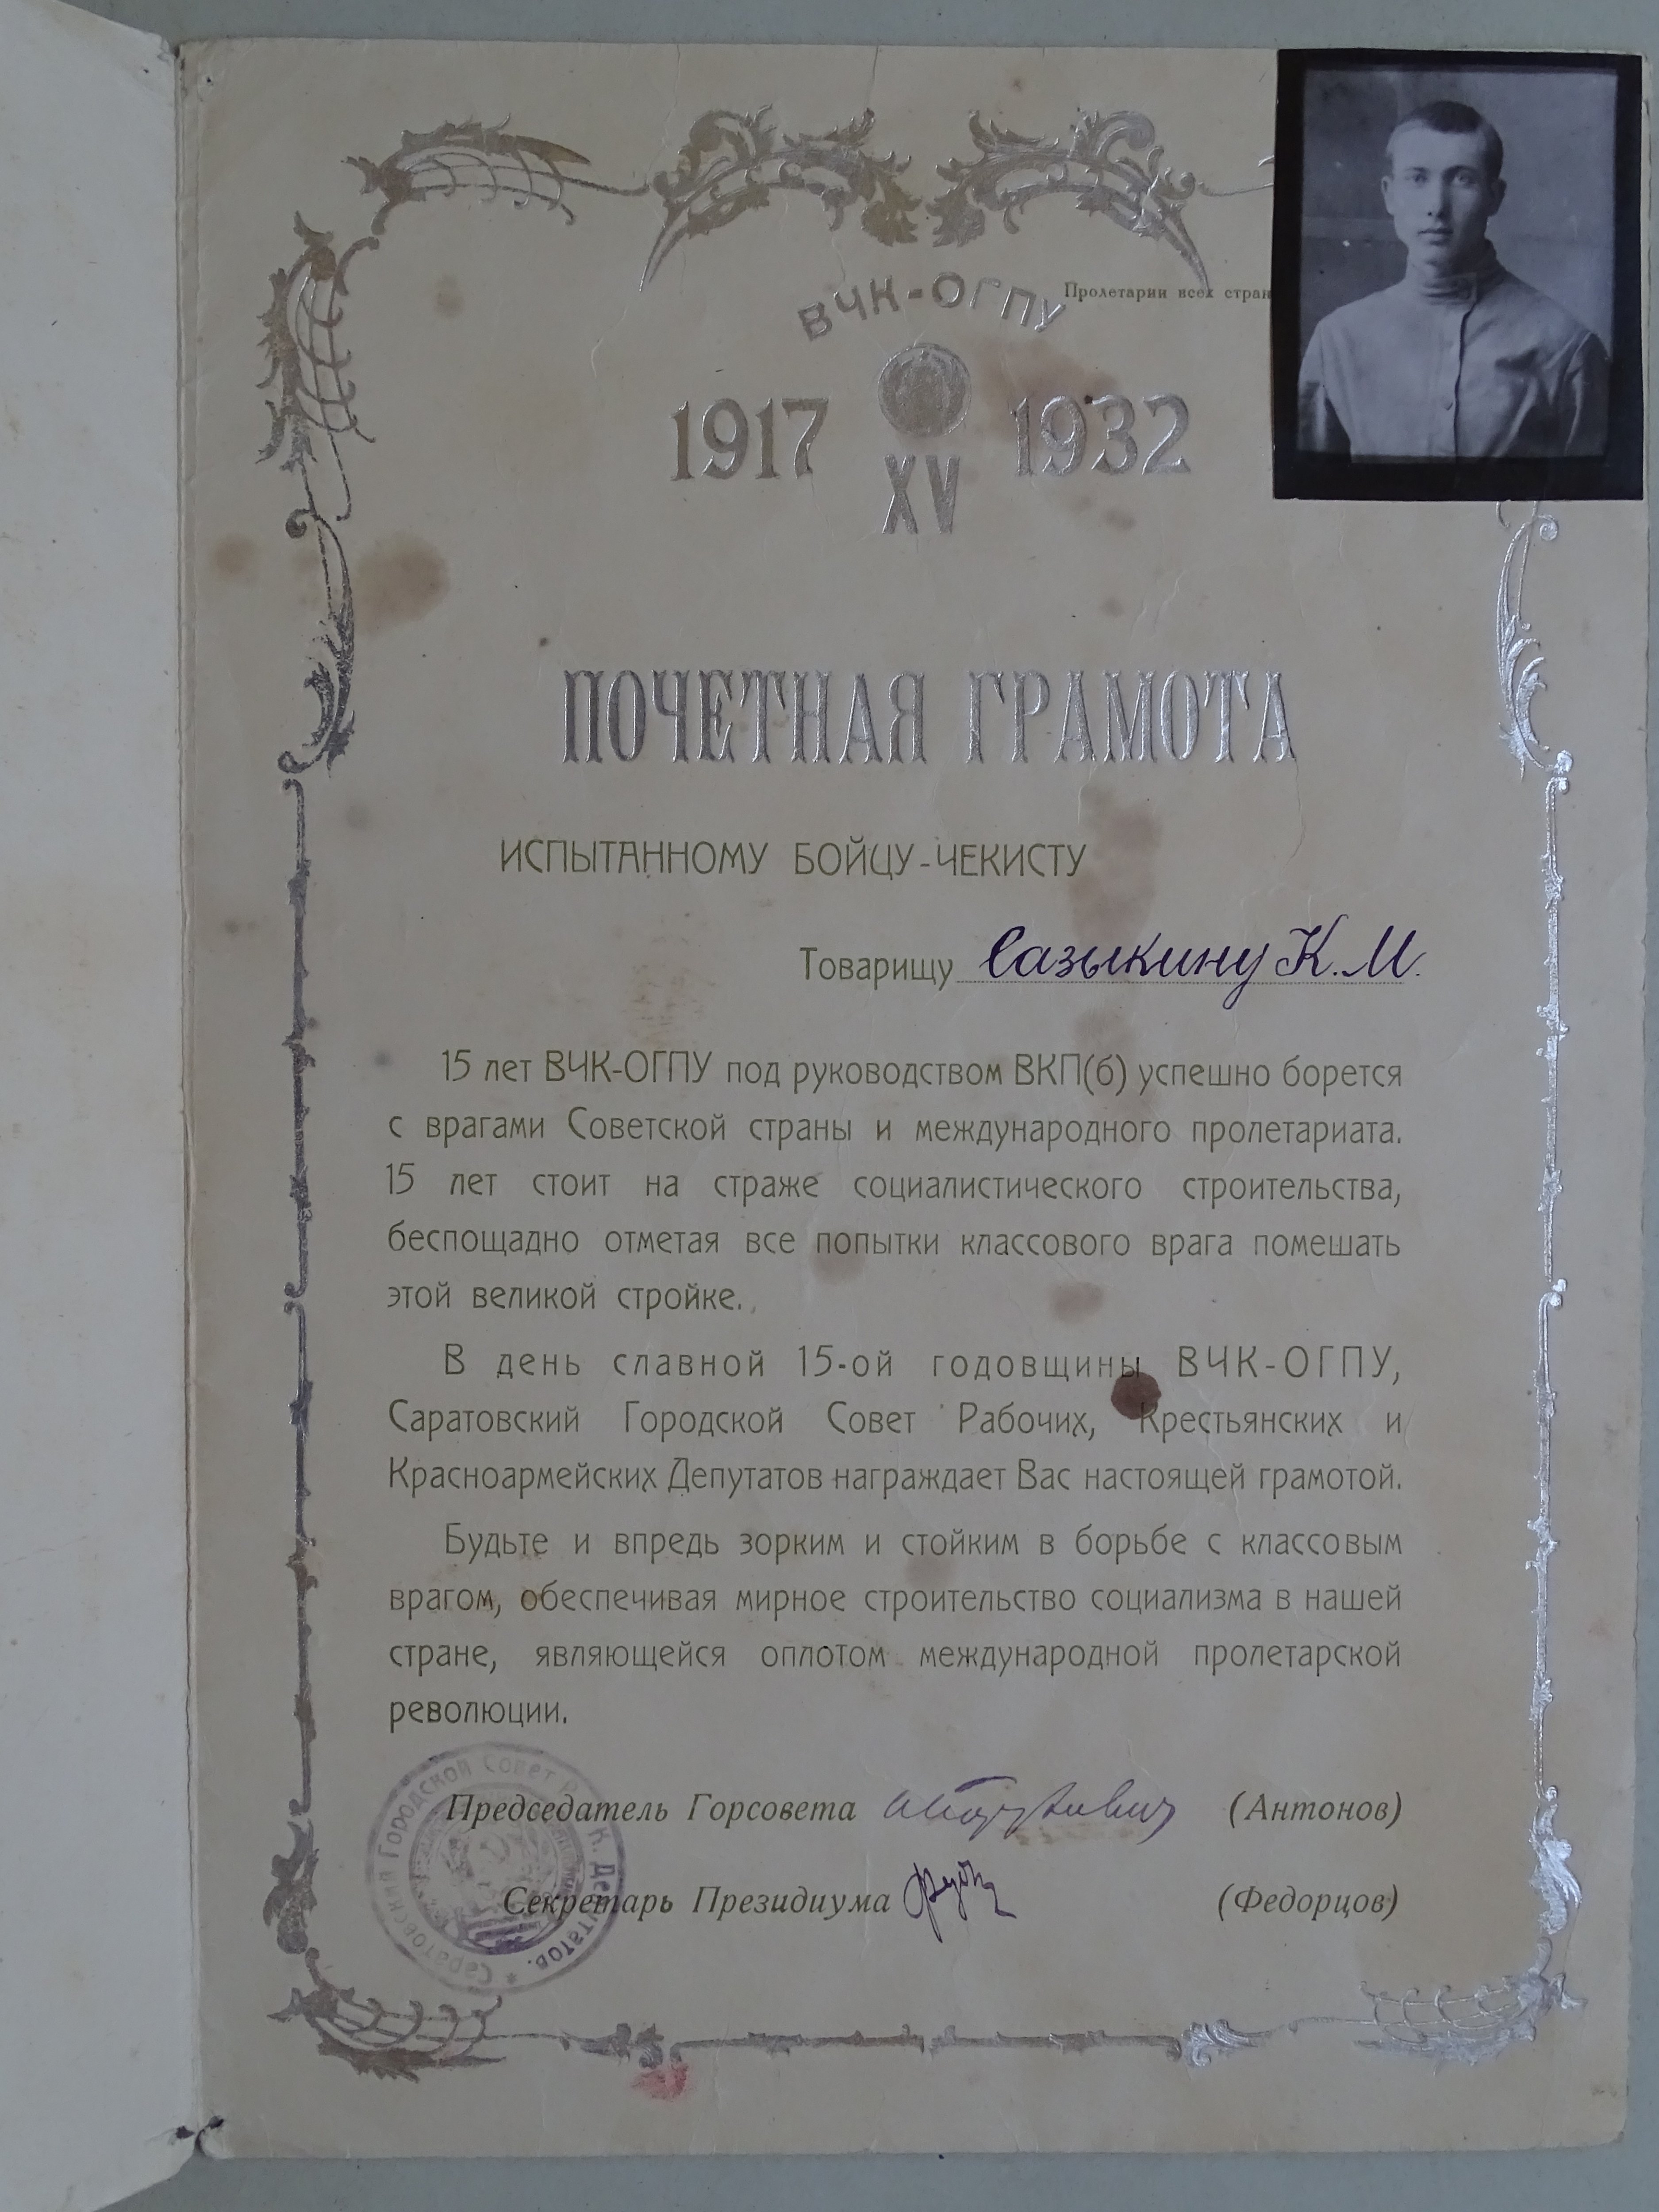 Пролетарии всех стран
ВЧК-ОГПУ
1917 1932
XV
ПОЧЕТНАЯ ГРАМОТА
ИСПЫТАННОМУ БОЙЦУ-ЧЕКИСТУ
Товарищу Сазыкину К.М.
15 лет ВЧК-ОГПУ под руководством ВКП(б) успешно борется
с врагами Советской страны и международного пролетариата.
15 лет стоит на страже социалистического строительства,
беспощадно отметая все попытки классового врага помешать
этой великой стройке.
В день славной 15-ой годовщины ВЧК-ОГПУ,
Саратовский Городской Совет Рабочих, Крестьянских и
Красноармейских Депутатов награждает Вас настоящей грамотой.
Будьте и впредь зорким и стойким в борьбе с классовым
врагом, обеспечивая мирное строительство социализма в нашей
стране, являющейся оплотом международной пролетарской
революции.
Председатель Горсовета (Антонов)
Секретарь Президиума (Федорцов)
Саратовский Городской Совет Р. К. Депутатов.